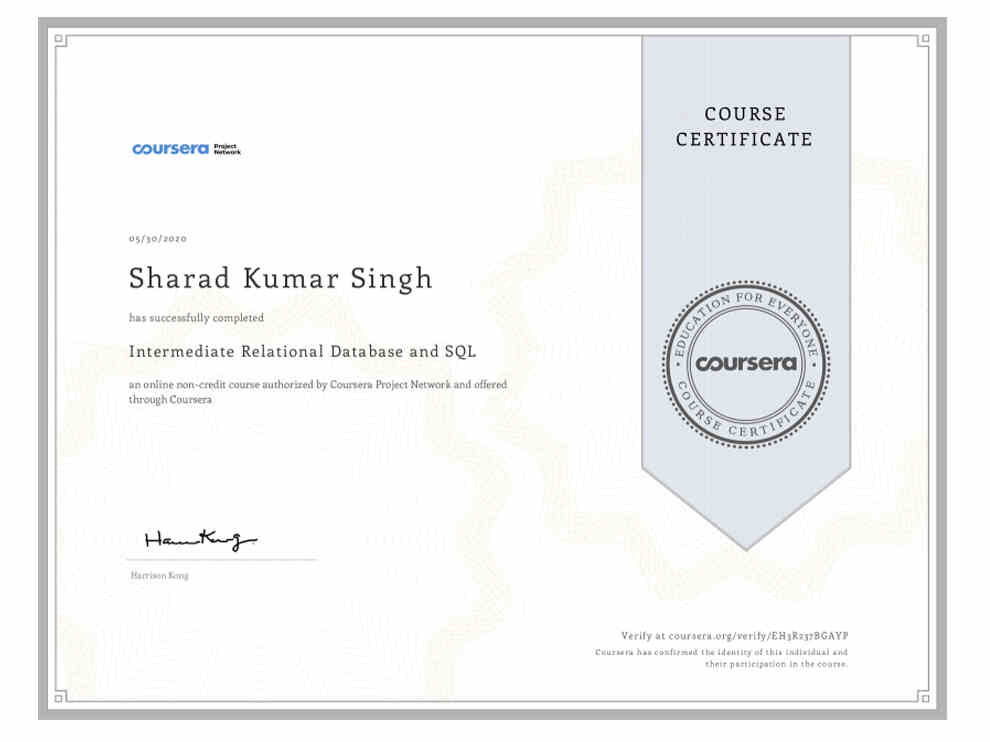 COURSE
CERTIFICATE
coursera Project
Network
05/30/2020
Sharad Kumar Singh
has successfully completed
Intermediate Relational Database and SQL
an online non-credit course authorized by Coursera Project Network and offered
through Coursera
EDUCATION FOR EVERYONE
coursera
COURSE CERTIFICATE
Harrison Kong
Verify at coursera.org/verify/EH3R237BGAYP
Coursera has confirmed the identity of this individual and
their participation in the course.